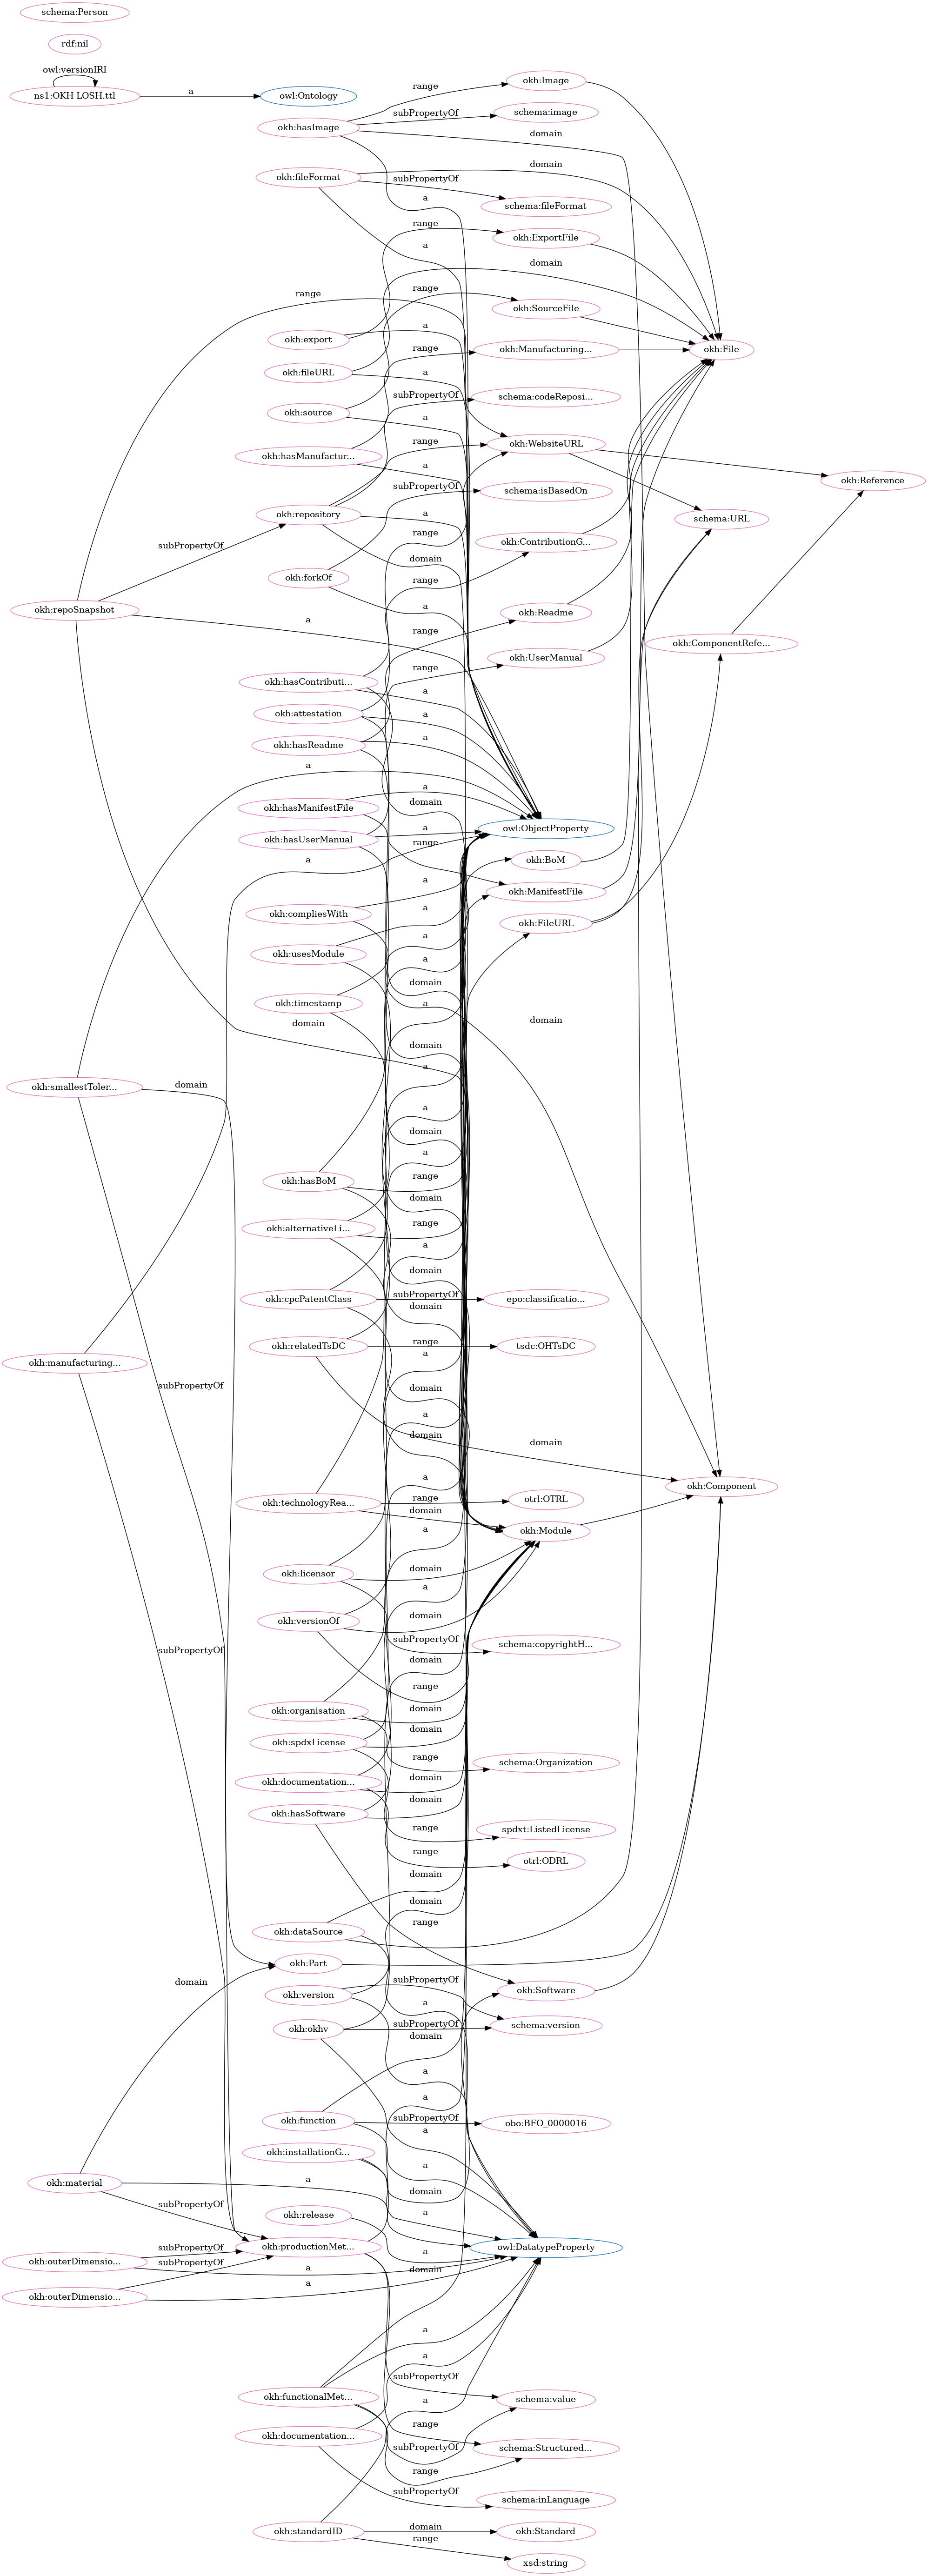 schema:Person
rdf:nil
owl:versionIRI
ns1:OKH-LOSH.ttl
a
owl:Ontology
okh:Image
range
okh:hasImage
subPropertyOf
schema:image
domain
okh:fileFormat
domain
subPropertyOf
a
schema:fileFormat
range
okh:ExportFile
a
domain
range
range
okh:SourceFile
okh:export
a
range
okh:Manufacturing...
okh:File
okh:fileURL
a
subPropertyOf
schema:codeReposi...
okh:source
a
range
okh:WebsiteURL
okh:hasManufactur...
a
okh:Reference
subPropertyOf
schema:isBasedOn
okh:repository
a
schema:URL
range
okh:ContributionG...
subPropertyOf
domain
okh:forkOf
range
okh:repoSnapshot
a
a
okh:Readme
range
okh:ComponentRefe...
okh:UserManual
range
okh:hasContributi...
a
okh:attestation
a
okh:hasReadme
a
a
a
okh:hasManifestFile
domain
owl:ObjectProperty
okh:hasUserManual
a
range
a
okh:BoM
a
okh:ManifestFile
okh:compliesWith
a
okh:FileURL
okh:usesModule
a
a
domain
okh:timestamp
a
domain
domain
domain
a
okh:smallestToler...
domain
a
domain
a
okh:hasBoM
range
domain
okh:alternativeLi...
range
a
domain
okh:cpcPatentClass
subPropertyOf
epo:classificatio...
domain
okh:relatedTsDC
range
tsdc:OHTsDC
a
okh:manufacturing...
subPropertyOf
domain
a
domain
domain
a
okh:Component
okh:technologyRea...
range
otrl:OTRL
domain
a
okh:Module
okh:licensor
domain
a
okh:versionOf
domain
subPropertyOf
schema:copyrightH...
subPropertyOf
domain
range
okh:organisation
domain
okh:spdxLicense
domain
range
schema:Organization
okh:documentation...
domain
domain
okh:hasSoftware
range
spdxt:ListedLicense
range
otrl:ODRL
domain
domain
okh:dataSource
range
okh:Part
domain
subPropertyOf
okh:Software
okh:version
a
subPropertyOf
schema:version
okh:okhv
domain
a
a
subPropertyOf
obo:BFO_0000016
okh:function
a
okh:installationG...
a
okh:material
a
domain
subPropertyOf
okh:release
a
okh:productionMet...
a
owl:DatatypeProperty
subPropertyOf
okh:outerDimensio...
subPropertyOf
a
domain
a
okh:outerDimensio...
a
a
subPropertyOf
okh:functionalMet...
a
schema:value
range
okh:documentation...
subPropertyOf
schema:Structured...
range
subPropertyOf
schema:inLanguage
okh:standardID
domain
okh:Standard
range
xsd:string